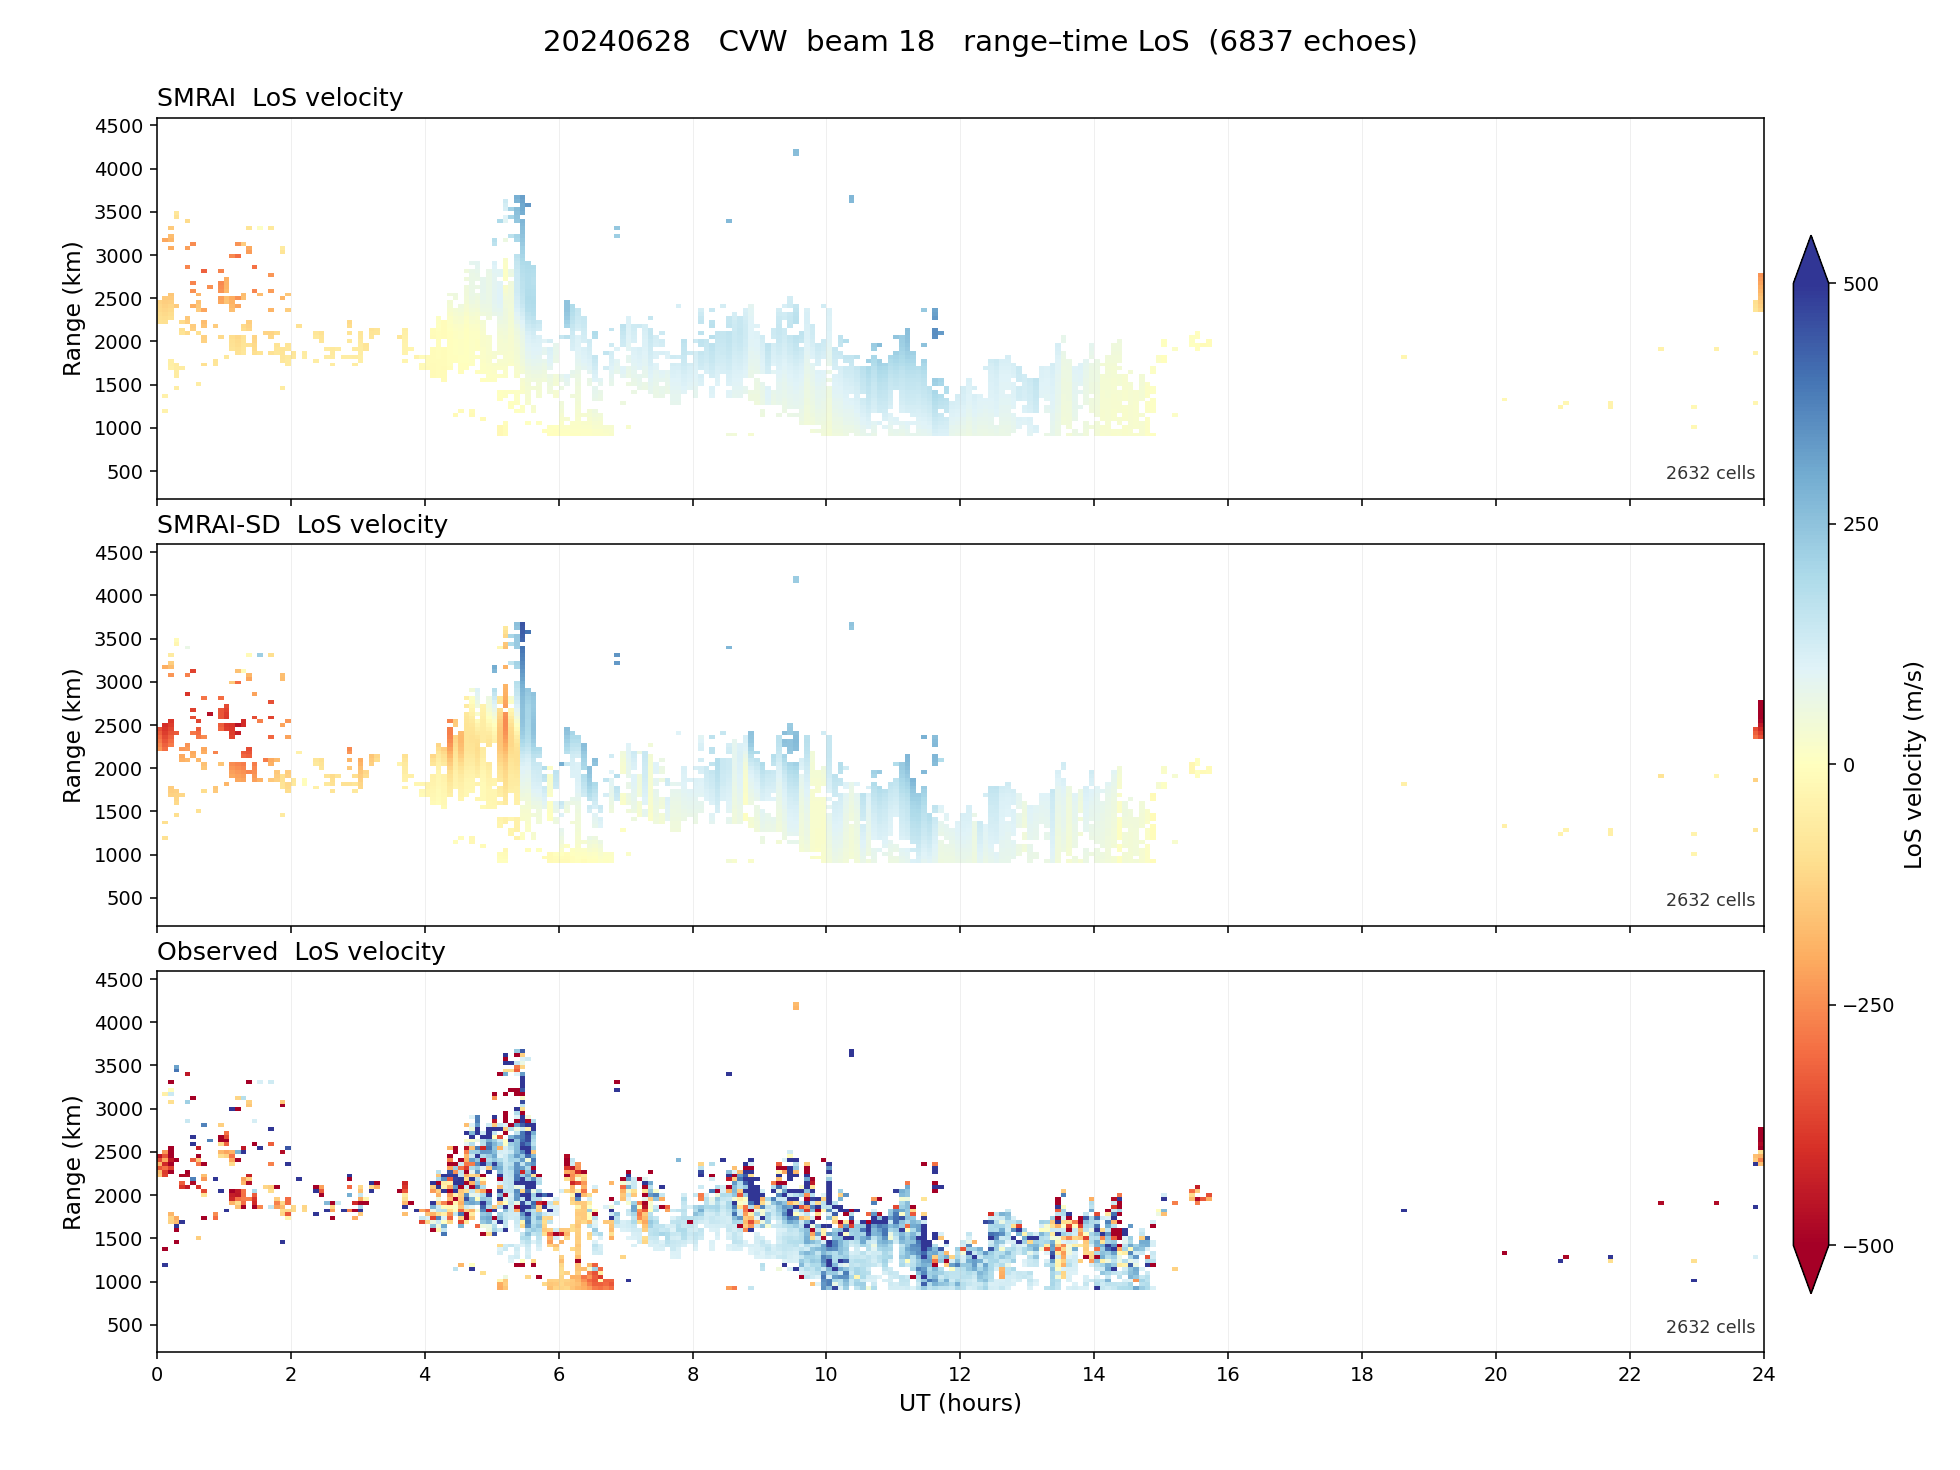 20240628   CVW  beam 18   range–time LoS  (6837 echoes)
SMRAI  LoS velocity
4500
4000
3500
3000
2500
2000
1500
1000
500
Range (km)
2632 cells
SMRAI-SD  LoS velocity
4500
4000
3500
3000
2500
2000
1500
1000
500
Range (km)
2632 cells
Observed  LoS velocity
4500
4000
3500
3000
2500
2000
1500
1000
500
Range (km)
2632 cells
0 2 4 6 8 10 12 14 16 18 20 22 24
UT (hours)
500
250
0
−250
−500
LoS velocity (m/s)